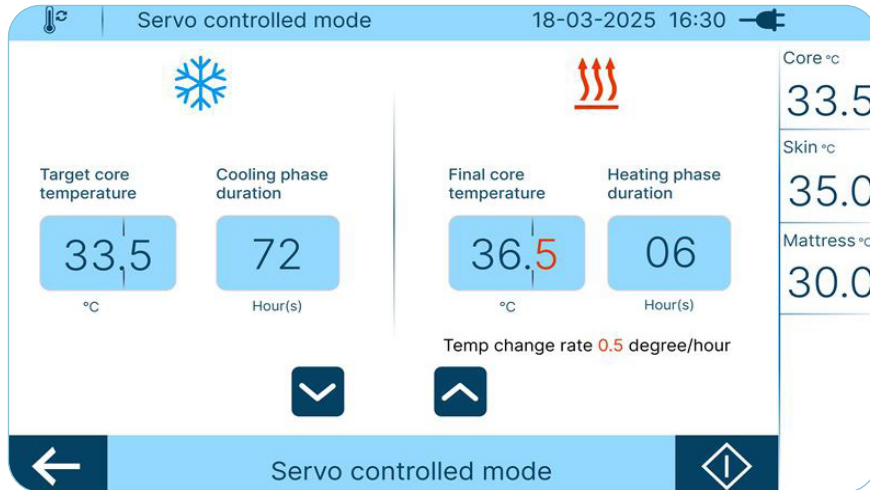 Servo controlled mode 18-03-2025 16:30
Core °C
33.5
Skin °C
35.0
Mattress °C
30.0
Target core
temperature
33.5
°C
Cooling phase
duration
72
Hour(s)
Final core
temperature
36.5
°C
Heating phase
duration
06
Hour(s)
Temp change rate 0.5 degree/hour
Servo controlled mode